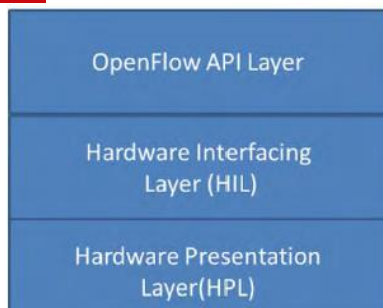 OpenFlow API Layer
Hardware Interfacing
Layer (HIL)
Hardware Presentation
Layer(HPL)